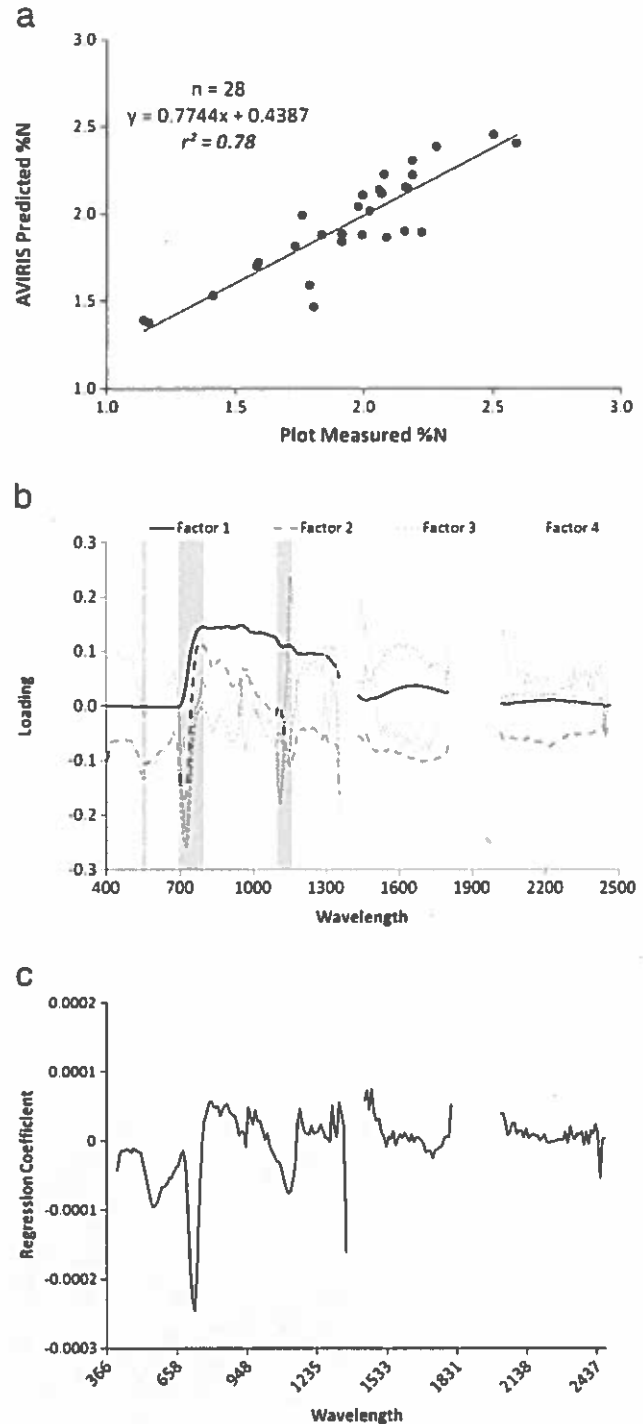 a
3.0
n = 28
y = 0.7744x + 0.4387
r² = 0.78
2.5
2.0
1.5
1.0
AVIRIS Predicted %N
1.0 1.5 2.0 2.5 3.0
Plot Measured %N
b
Factor 1 Factor 2 Factor 3 Factor 4
0.3
0.2
0.1
0.0
-0.1
-0.2
-0.3
Loading
400 700 1000 1300 1600 1900 2200 2500
Wavelength
c
0.0002
0.0001
0
-0.0001
-0.0002
-0.0003
Regression Coefficient
366 658 948 1235 1533 1831 2138 2437
Wavelength